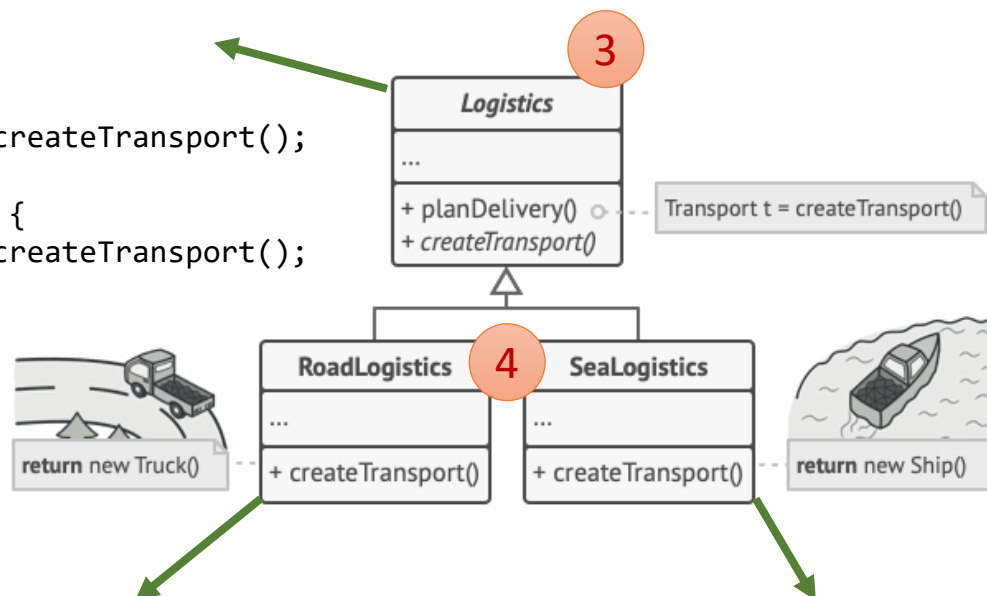 3
Logistics
createTransport();
...
{
+ planDelivery()
Transport t = createTransport()
+ createTransport()
createTransport();
RoadLogistics
4
SeaLogistics
...
...
return new Truck()
+ createTransport()
+ createTransport()
return new Ship()